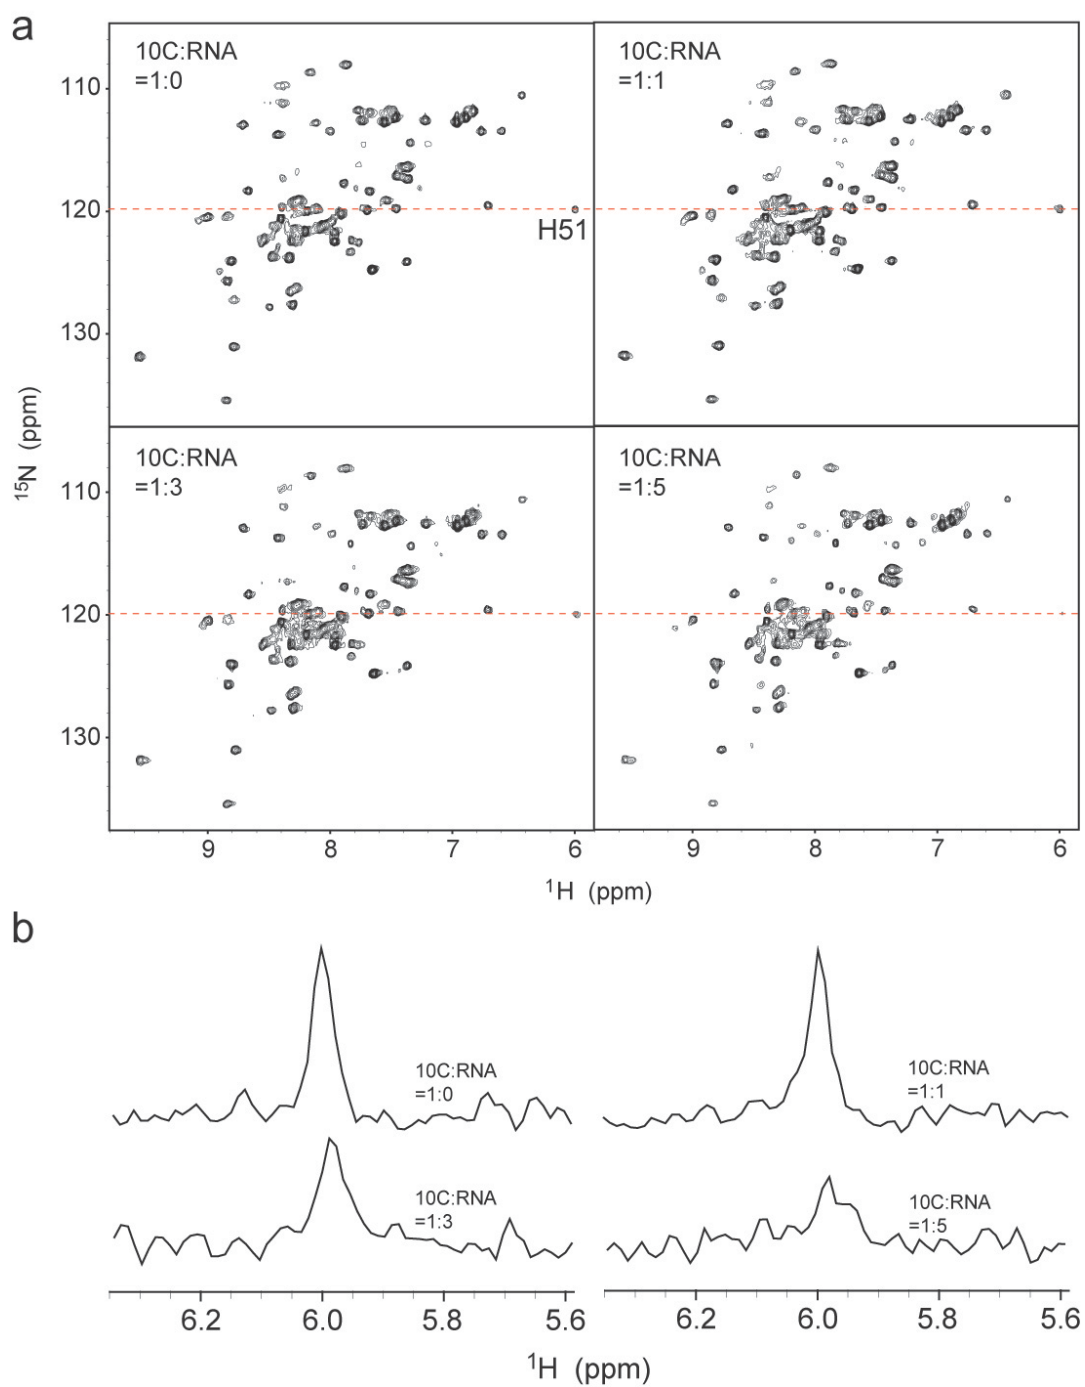 a
10C:RNA
=1:0
10C:RNA
=1:1
110
120
H51
130
15N (ppm)
10C:RNA
=1:3
10C:RNA
=1:5
110
120
130
9 8 7 6 9 8 7 6
1H (ppm)
b
10C:RNA
=1:0
10C:RNA
=1:1
10C:RNA
=1:3
10C:RNA
=1:5
6.2 6.0 5.8 5.6 6.2 6.0 5.8 5.6
1H (ppm)